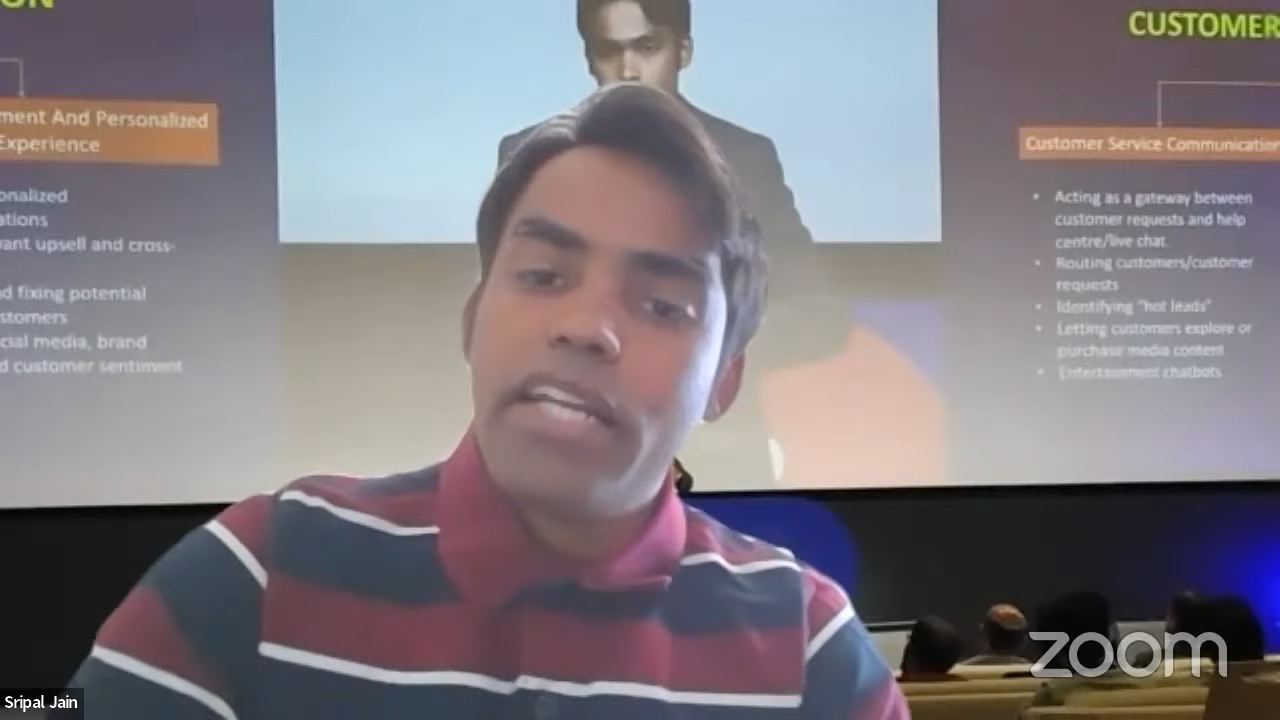 ON
ment And Personalized
Experience
onalized
ations
vant upsell and cross-
d fixing potential
stomers
cial media, brand
d customer sentiment
CUSTOMER
Customer Service Communication
• Acting as a gateway between
customer requests and help
centre/live chat.
• Routing customers/customer
requests
• Identifying "hot leads"
• Letting customers explore or
purchase media content
• Entertainment chatbots
zoom
Sripal Jain